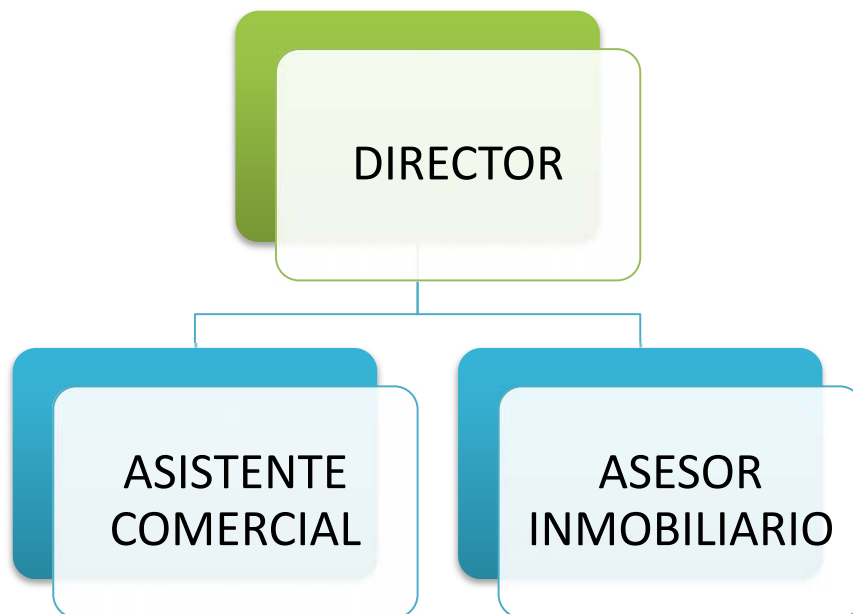 DIRECTOR
ASISTENTE
COMERCIAL
ASESOR
INMOBILIARIO